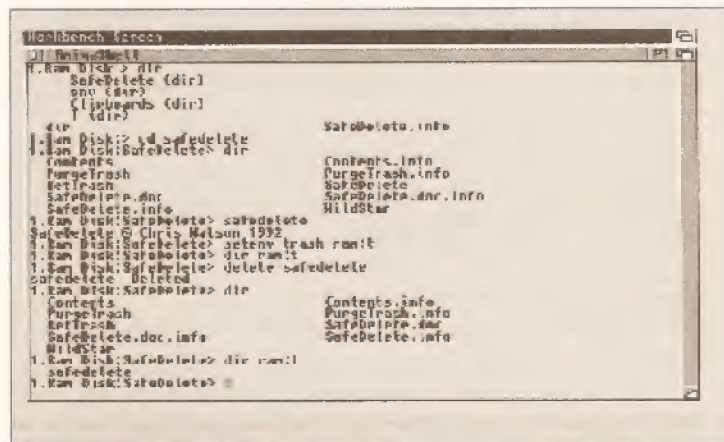 Workbench Screen
AmigaShell
1.Ram Disk:> dir
SafeDelete (dir)
env (dir)
Clipboards (dir)
T (dir)
dir SafeDelete.info
1.Ram Disk:> cd safedelete
1.Ram Disk:SafeDelete> dir
Contents Contents.info
PurgeTrash PurgeTrash.info
RetTrash SafeDelete
SafeDelete.doc SafeDelete.doc.info
SafeDelete.info WildStar
1.Ram Disk:SafeDelete> safedelete
SafeDelete © Chris Watson 1992
1.Ram Disk:SafeDelete> setenv trash ram:t
1.Ram Disk:SafeDelete> dir ram:t
1.Ram Disk:SafeDelete> delete safedelete
safedelete Deleted
1.Ram Disk:SafeDelete> dir
Contents Contents.info
PurgeTrash PurgeTrash.info
RetTrash SafeDelete.doc
SafeDelete.doc.info SafeDelete.info
WildStar
1.Ram Disk:SafeDelete> dir ram:t
safedelete
1.Ram Disk:SafeDelete>